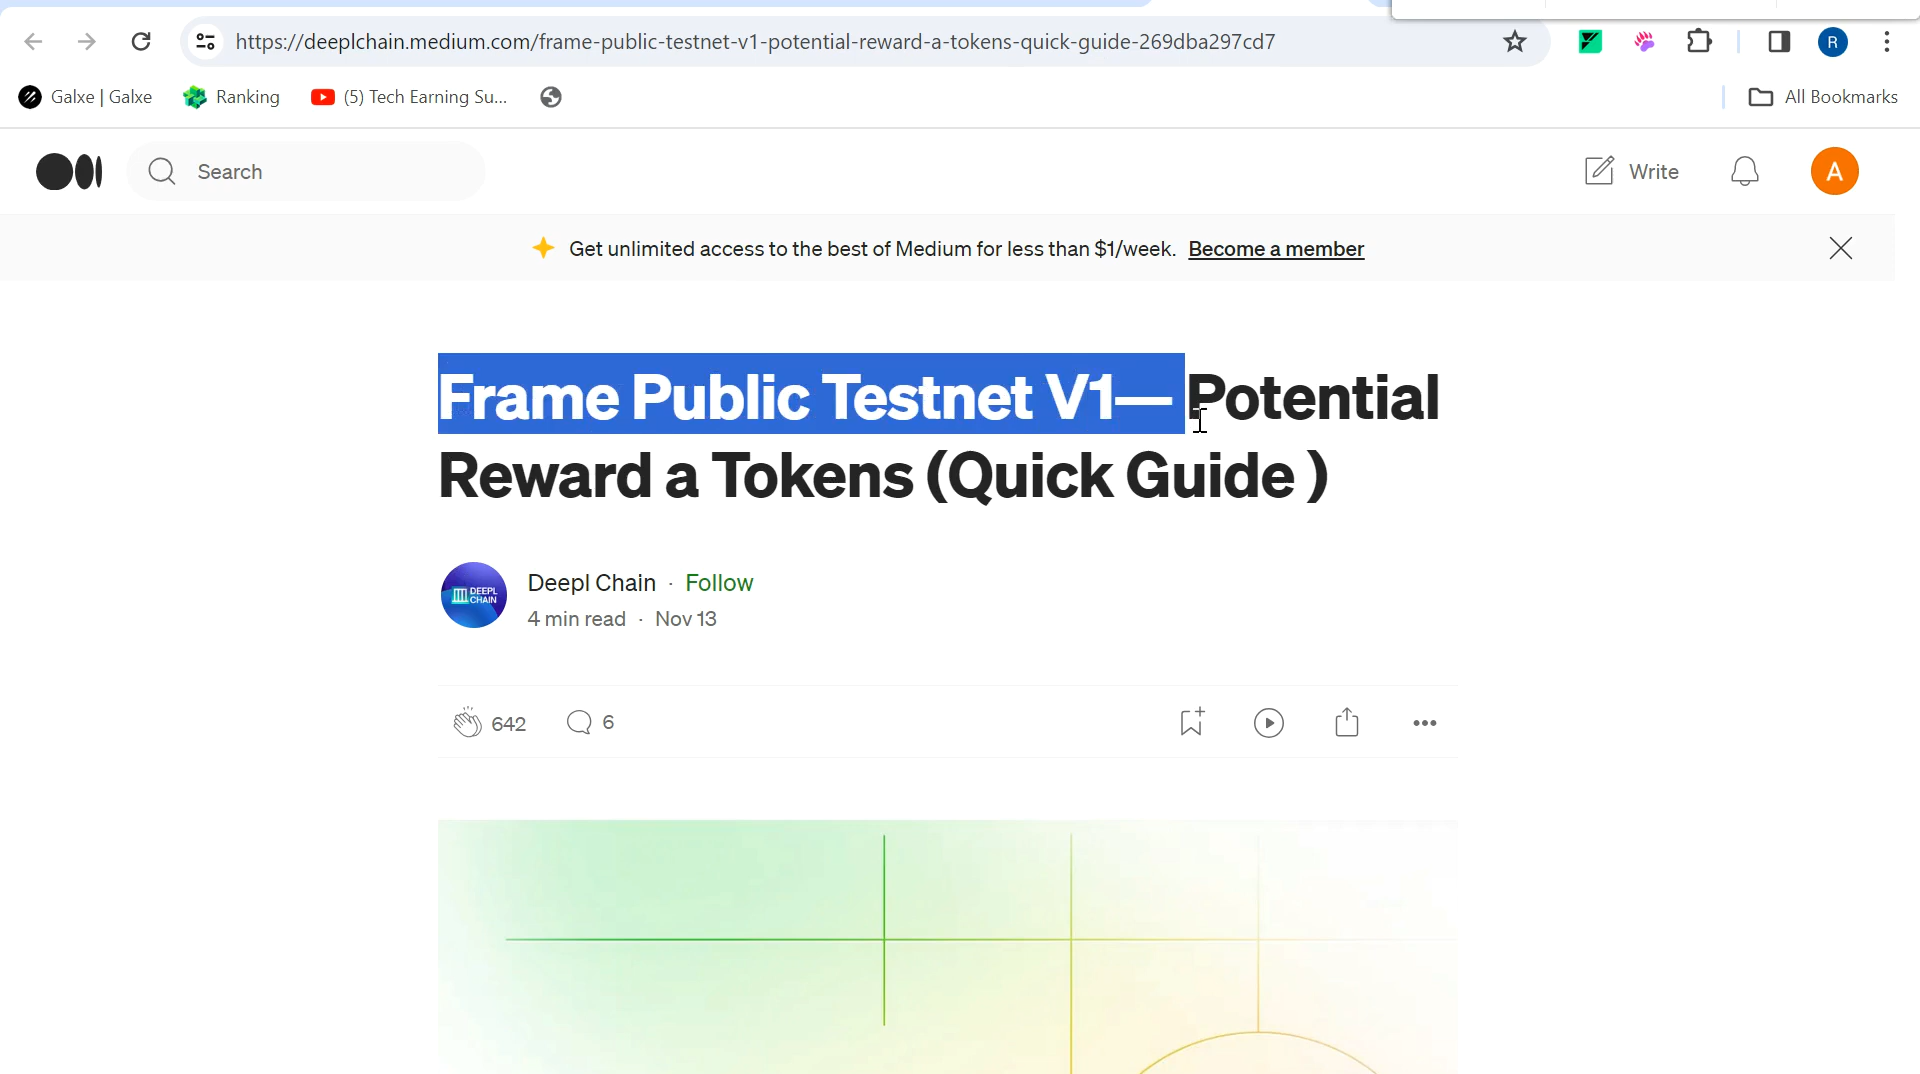 https://deeplchain.medium.com/frame-public-testnet-v1-potential-reward-a-tokens-quick-guide-269dba297cd7
R
Galxe | Galxe
Ranking
(5) Tech Earning Su...
All Bookmarks
Search
Write
A
Get unlimited access to the best of Medium for less than $1/week. Become a member
Frame Public Testnet V1— Potential
Reward a Tokens (Quick Guide )
DEEPL
CHAIN
Deepl Chain · Follow
4 min read · Nov 13
642
6